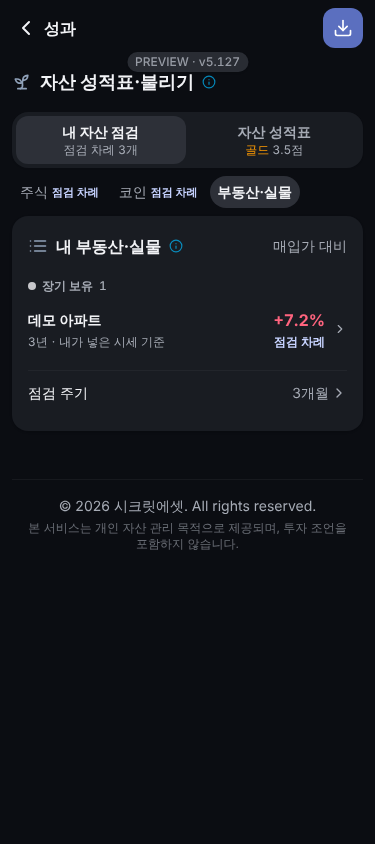 성과
PREVIEW · v5.127
자산 성적표·불리기
내 자산 점검
점검 차례 3개
자산 성적표
골드 3.5점
주식 점검 차례
코인 점검 차례
부동산·실물
내 부동산·실물
매입가 대비
장기 보유 1
데모 아파트
+7.2%
3년 · 내가 넣은 시세 기준
점검 차례
점검 주기
3개월
© 2026 시크릿에셋. All rights reserved.
본 서비스는 개인 자산 관리 목적으로 제공되며, 투자 조언을
포함하지 않습니다.